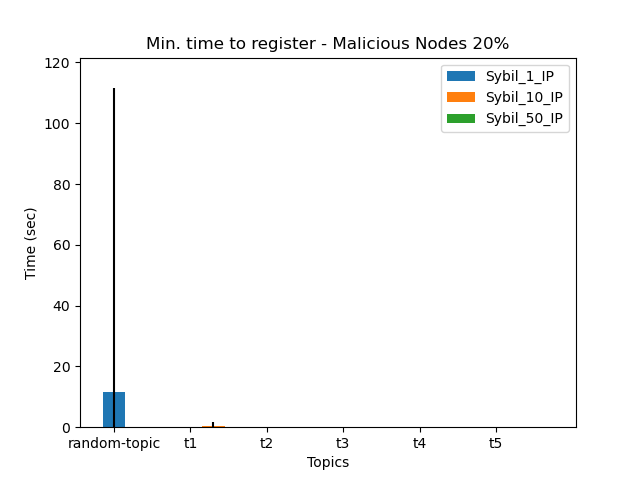 Min. time to register - Malicious Nodes 20%
120
100
80
60
40
20
0
Time (sec)
Sybil_1_IP
Sybil_10_IP
Sybil_50_IP
random-topic t1 t2 t3 t4 t5
Topics